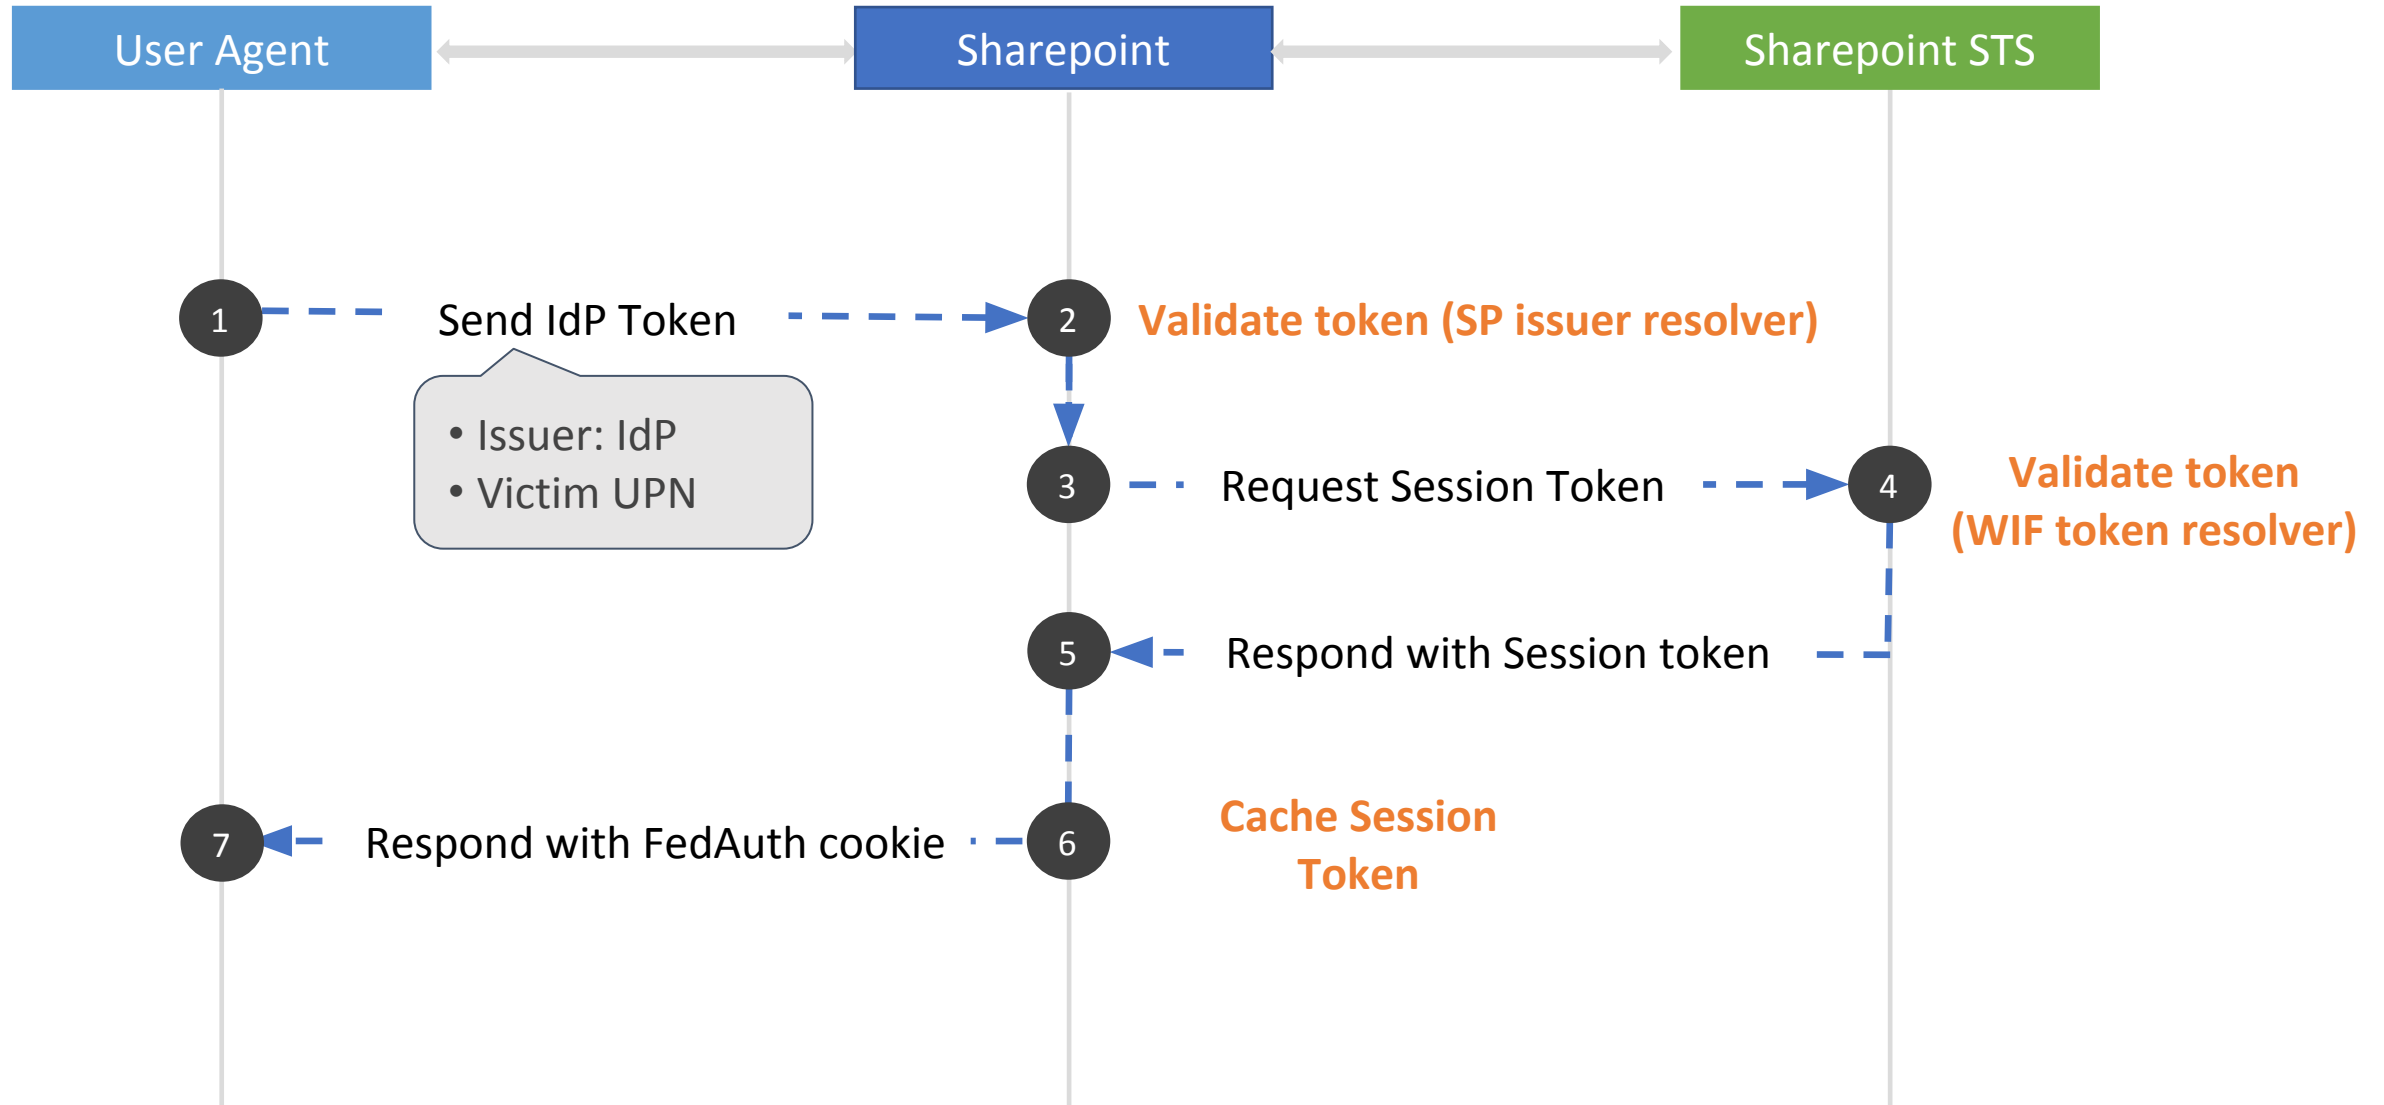 User Agent
Sharepoint
Sharepoint STS
1
Send IdP Token
2
Validate token (SP issuer resolver)
• Issuer: IdP
• Victim UPN
3
Request Session Token
4
Validate token
(WIF token resolver)
5
Respond with Session token
7
Respond with FedAuth cookie
6
Cache Session
Token